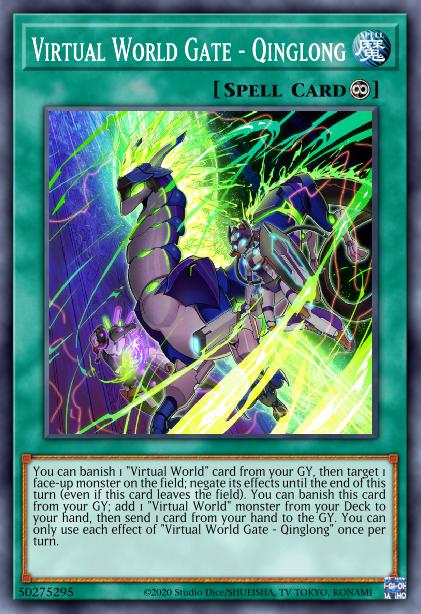 Virtual World Gate - Qinglong
SPELL
魔
[Spell Card]
You can banish 1 "Virtual World" card from your GY, then target 1
face-up monster on the field; negate its effects until the end of this
turn (even if this card leaves the field). You can banish this card
from your GY; add 1 "Virtual World" monster from your Deck to
your hand, then send 1 card from your hand to the GY. You can
only use each effect of "Virtual World Gate - Qinglong" once per
turn.
50275295
©2020 Studio Dice/SHUEISHA, TV TOKYO, KONAMI